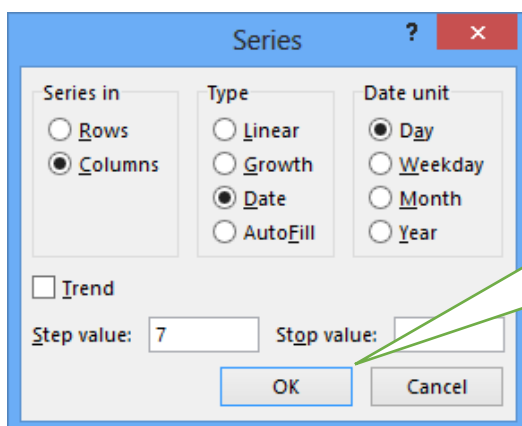 Series ? ×
Series in Type Date unit
Rows Linear Day
Columns Growth Weekday
Date Month
AutoFill Year
Trend
Step value: 7 Stop value:
OK Cancel